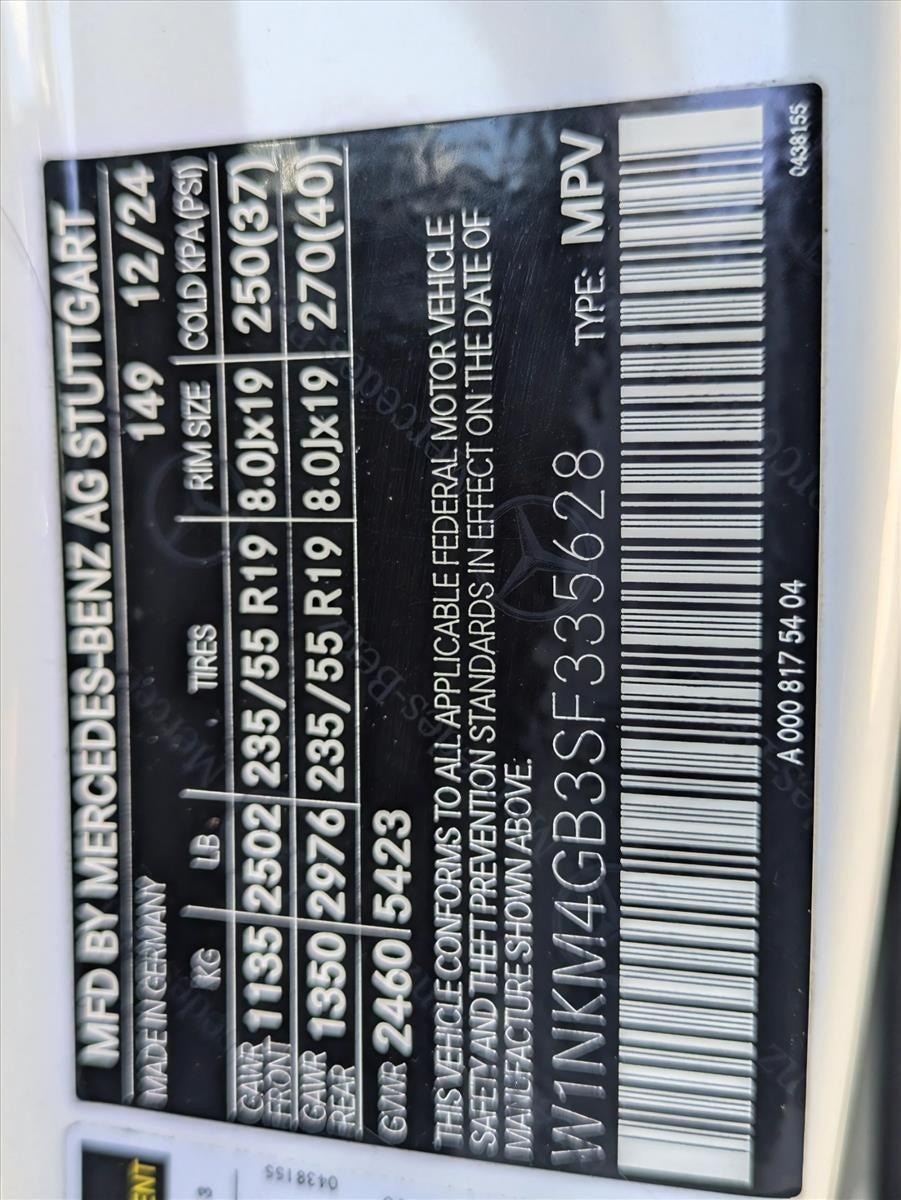 MFD BY MERCEDES-BENZ AG STUTTGART
MADE IN GERMANY 149 12/24
KG LB TIRES RIM SIZE COLD KPA(PSI)
GAWR FRONT 1135 2502 235/55 R19 8.0Jx19 250(37)
GAWR REAR 1350 2976 235/55 R19 8.0Jx19 270(40)
GVWR 2460 5423
THIS VEHICLE CONFORMS TO ALL APPLICABLE FEDERAL MOTOR VEHICLE
SAFETY AND THEFT PREVENTION STANDARDS IN EFFECT ON THE DATE OF
MANUFACTURE SHOWN ABOVE.
W1NKM4GB3SF335628 TYPE: MPV
A 000 817 54 04
0438155
0438155